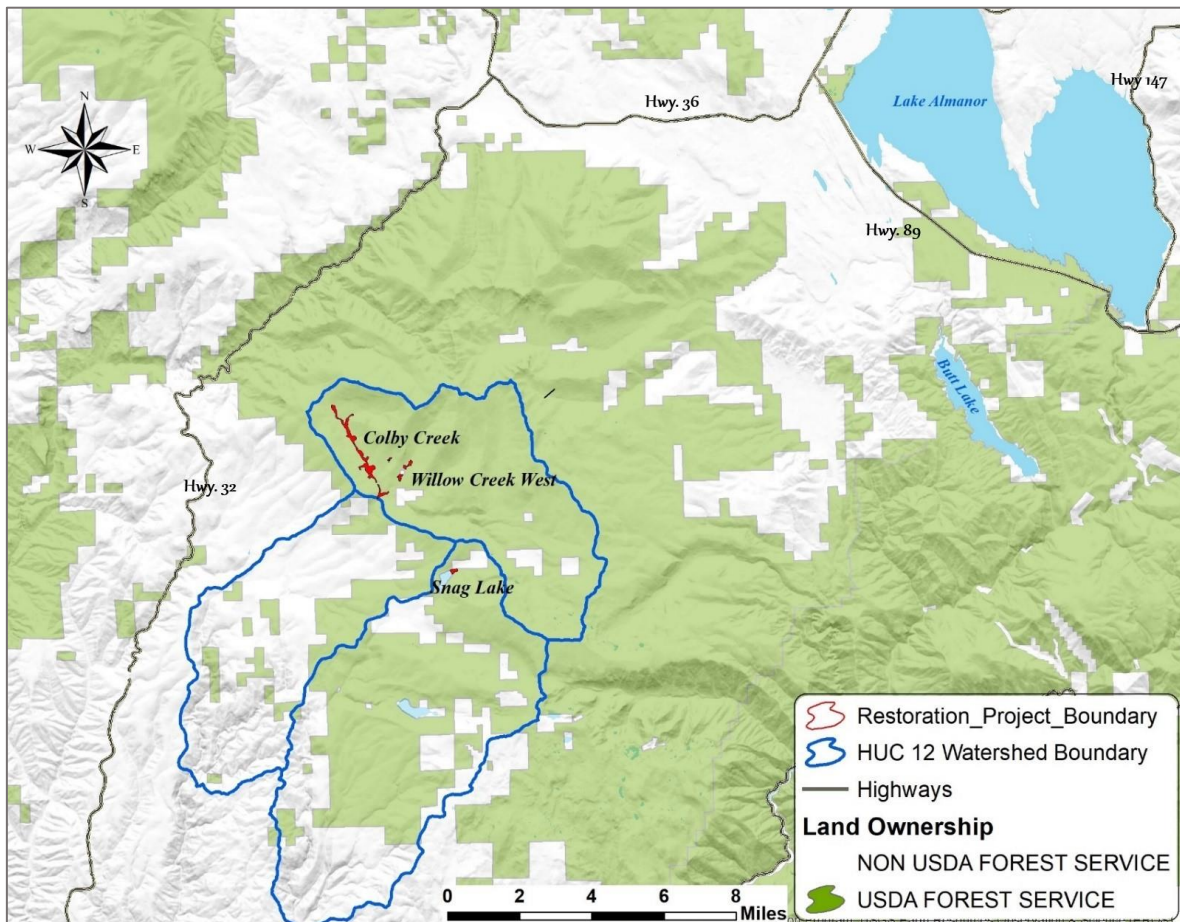 Hwy. 36
Lake Almanor
Hwy 147
N
W
E
S
Hwy. 89
Butt Lake
Colby Creek
Willow Creek West
Hwy. 32
Snag Lake
Restoration_Project_Boundary
HUC 12 Watershed Boundary
Highways
Land Ownership
NON USDA FOREST SERVICE
USDA FOREST SERVICE
0 2 4 6 8
Miles